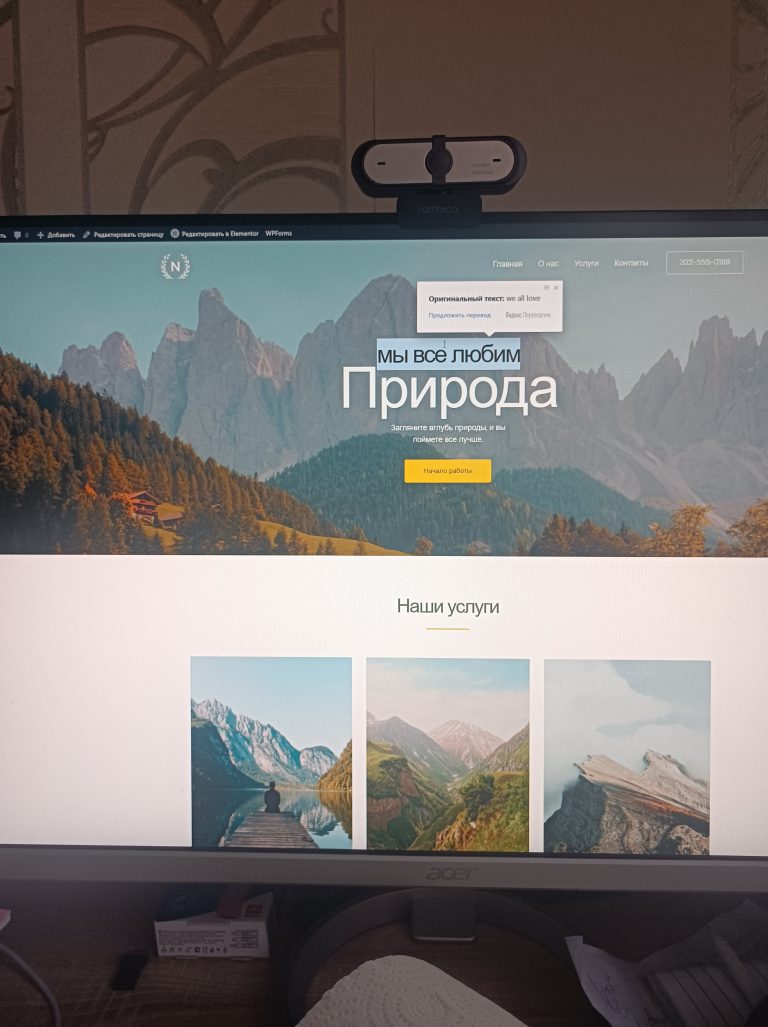 rombica
ть 0 Добавить Редактировать страницу Редактировать в Elementor WPForms
N Главная О нас Услуги Контакты 202-555-0188
Оригинальный текст: we all love
Предложить перевод Яндекс Переводчик
мы все любим
Природа
Загляните вглубь природы, и вы
поймете все лучше.
Начало работы
Наши услуги
acer